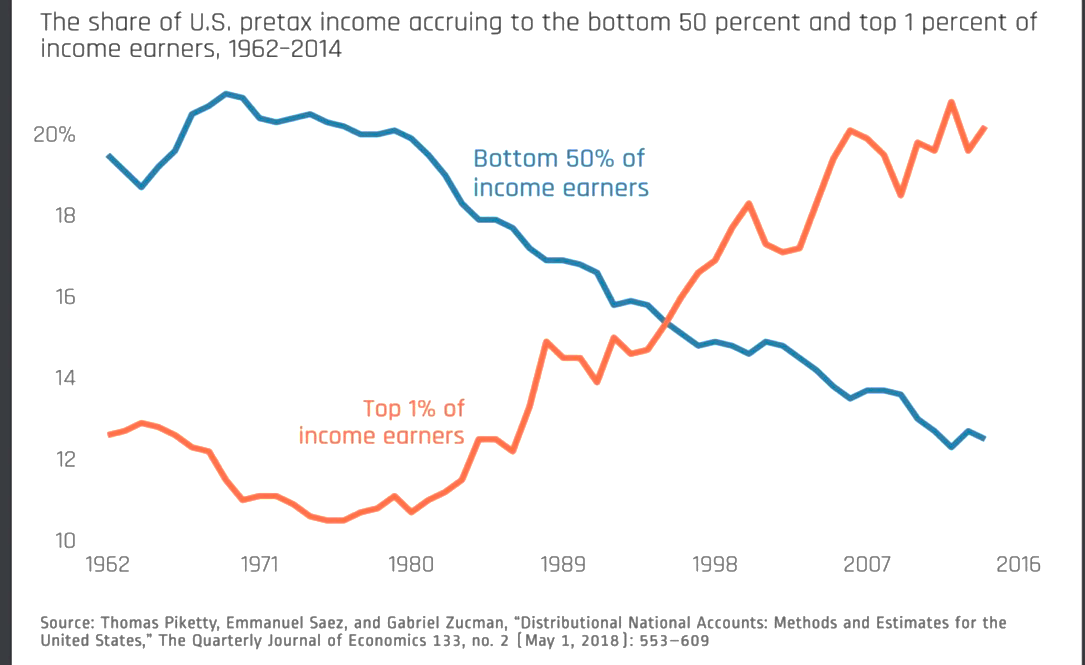 The share of U.S. pretax income accruing to the bottom 50 percent and top 1 percent of
income earners, 1962–2014
20%
Bottom 50% of
income earners
18
16
14
Top 1% of
income earners
12
10
1962 1971 1980 1989 1998 2007 2016
Source: Thomas Piketty, Emmanuel Saez, and Gabriel Zucman, "Distributional National Accounts: Methods and Estimates for the
United States," The Quarterly Journal of Economics 133, no. 2 (May 1, 2018): 553–609